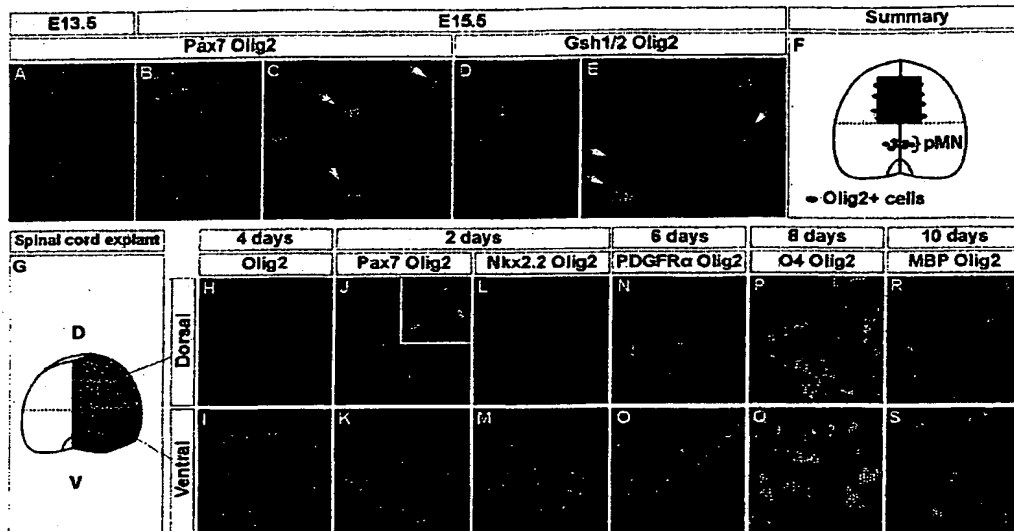 E13.5
E15.5
Summary
Pax7 Olig2
Gsh1/2 Olig2
A
B
C
D
E
F
pMN
Olig2+ cells
Spinal cord explant
4 days
2 days
6 days
8 days
10 days
Olig2
Pax7 Olig2
Nkx2.2 Olig2
PDGFRα Olig2
O4 Olig2
MBP Olig2
G
D
V
Dorsal
H
J
L
N
P
R
Ventral
I
K
M
O
Q
S